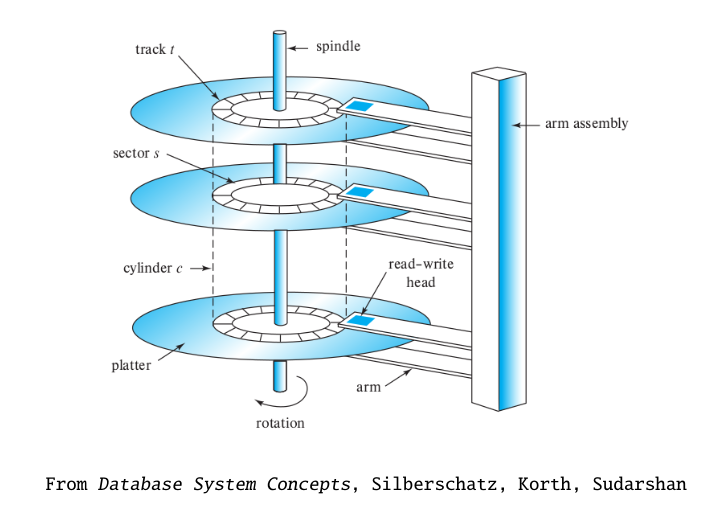 spindle
track t
arm assembly
sector s
cylinder c
read–write
head
platter
arm
rotation
From Database System Concepts, Silberschatz, Korth, Sudarshan